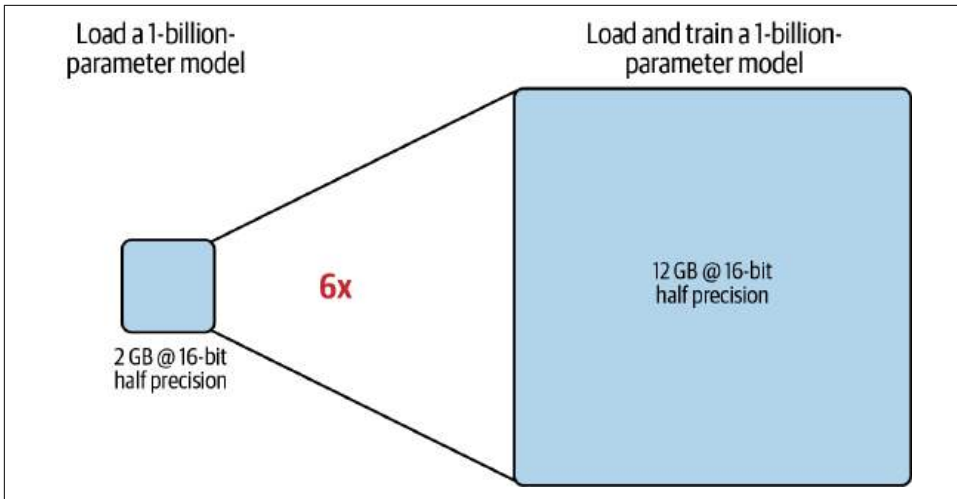 Load a 1-billion-
parameter model
Load and train a 1-billion-
parameter model
6x
12 GB @ 16-bit
half precision
2 GB @ 16-bit
half precision